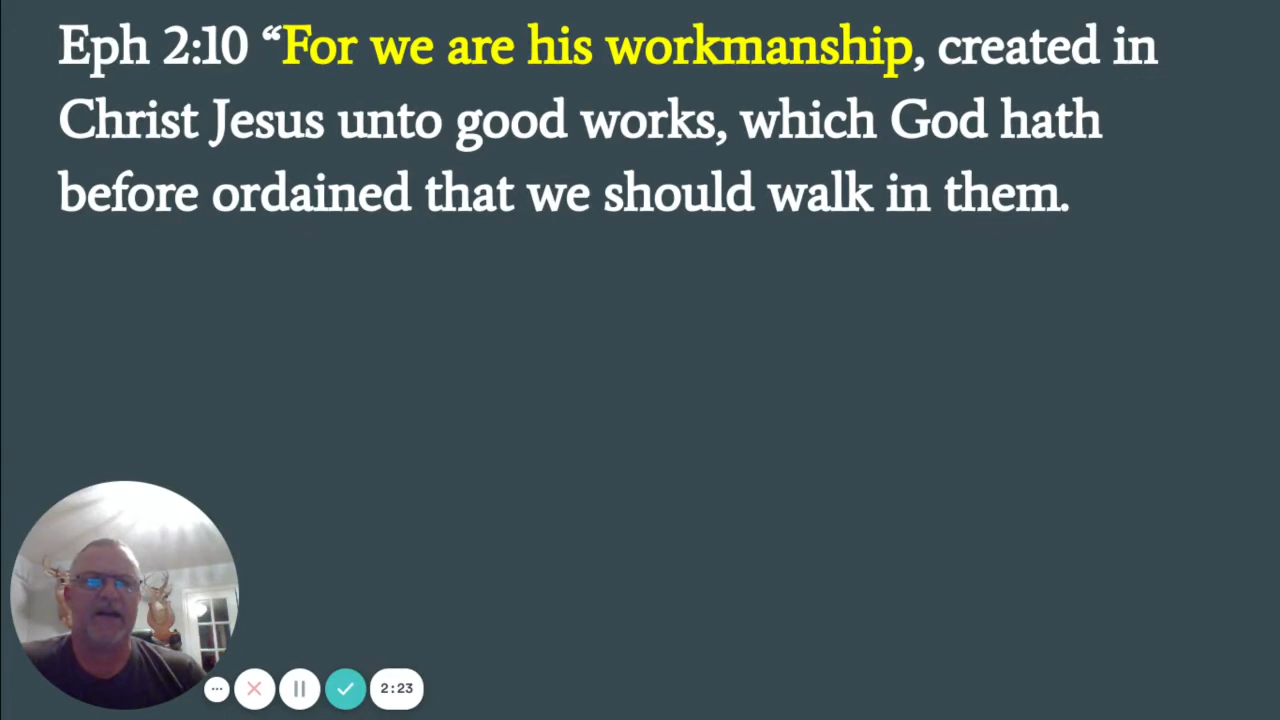 Eph 2:10 “For we are his workmanship, created in
Christ Jesus unto good works, which God hath
before ordained that we should walk in them.
2:23